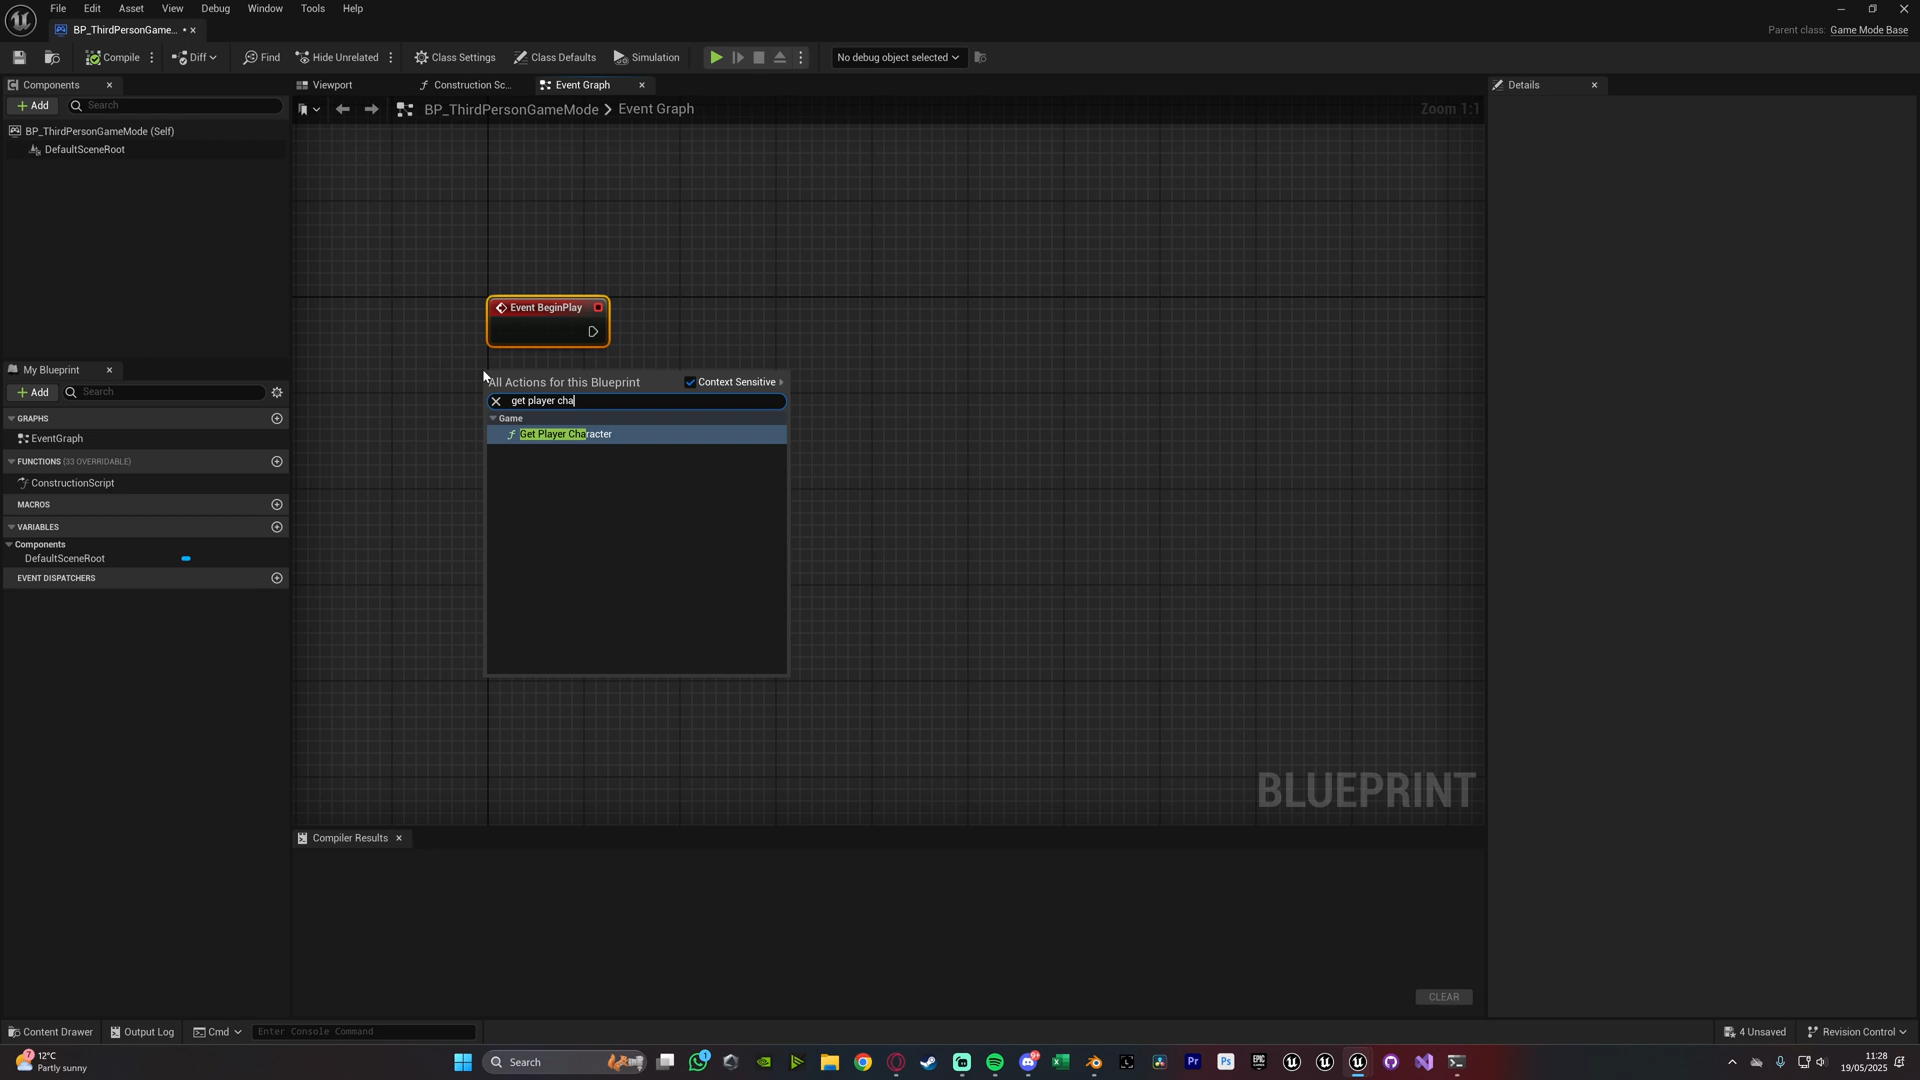 File Edit Asset View Debug Window Tools Help
BP_ThirdPersonGame...
Parent class: Game Mode Base
Compile Diff Find Hide Unrelated Class Settings Class Defaults Simulation No debug object selected
Components
Viewport Construction Sc... Event Graph
Details
Add Search
BP_ThirdPersonGameMode > Event Graph
Zoom 1:1
BP_ThirdPersonGameMode (Self)
DefaultSceneRoot
Event BeginPlay
My Blueprint
All Actions for this Blueprint Context Sensitive
Add Search
get player cha
GRAPHS
Game
EventGraph
Get Player Character
FUNCTIONS (33 OVERRIDABLE)
ConstructionScript
MACROS
VARIABLES
Components
DefaultSceneRoot
EVENT DISPATCHERS
BLUEPRINT
Compiler Results
CLEAR
Content Drawer Output Log Cmd Enter Console Command
4 Unsaved Revision Control
12°C
Partly sunny
Search
11:28
19/05/2025